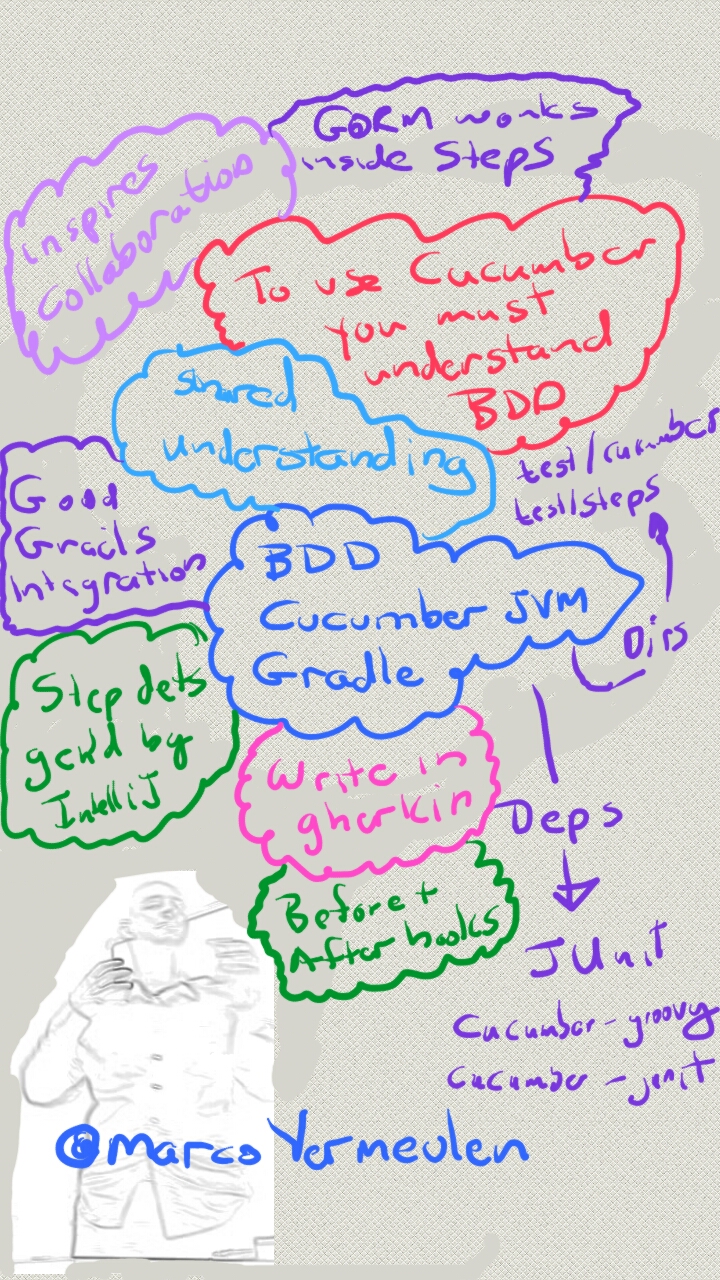 GORM works
inside Steps
inspires
collaboration
To use Cucumber
You must
understand
BDD
shared
understanding
test/cucumber
test/steps
Good
Grails
Integration
BDD
Cucumber JVM
Gradle
Dirs
Step defs
gen'd by
IntelliJ
Write in
gherkin
Deps
Before +
After hooks
JUnit
Cucumber-groovy
cucumber-junit
@marcoVermeulen